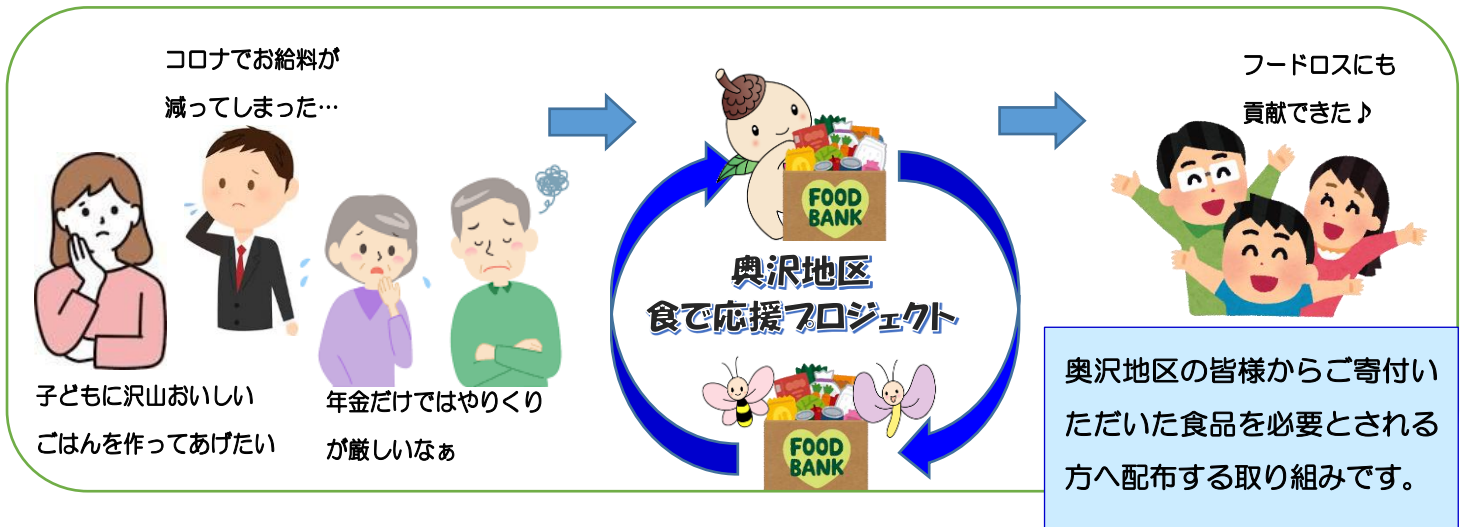 コロナでお給料が
減ってしまった…
子どもに沢山おいしい
ごはんを作ってあげたい
年金だけではやりくり
が厳しいなぁ
FOOD
BANK
奥沢地区
食で応援プロジェクト
FOOD
BANK
フードロスにも
貢献できた♪
奥沢地区の皆様からご寄付い
ただいた食品を必要とされる
方へ配布する取り組みです。